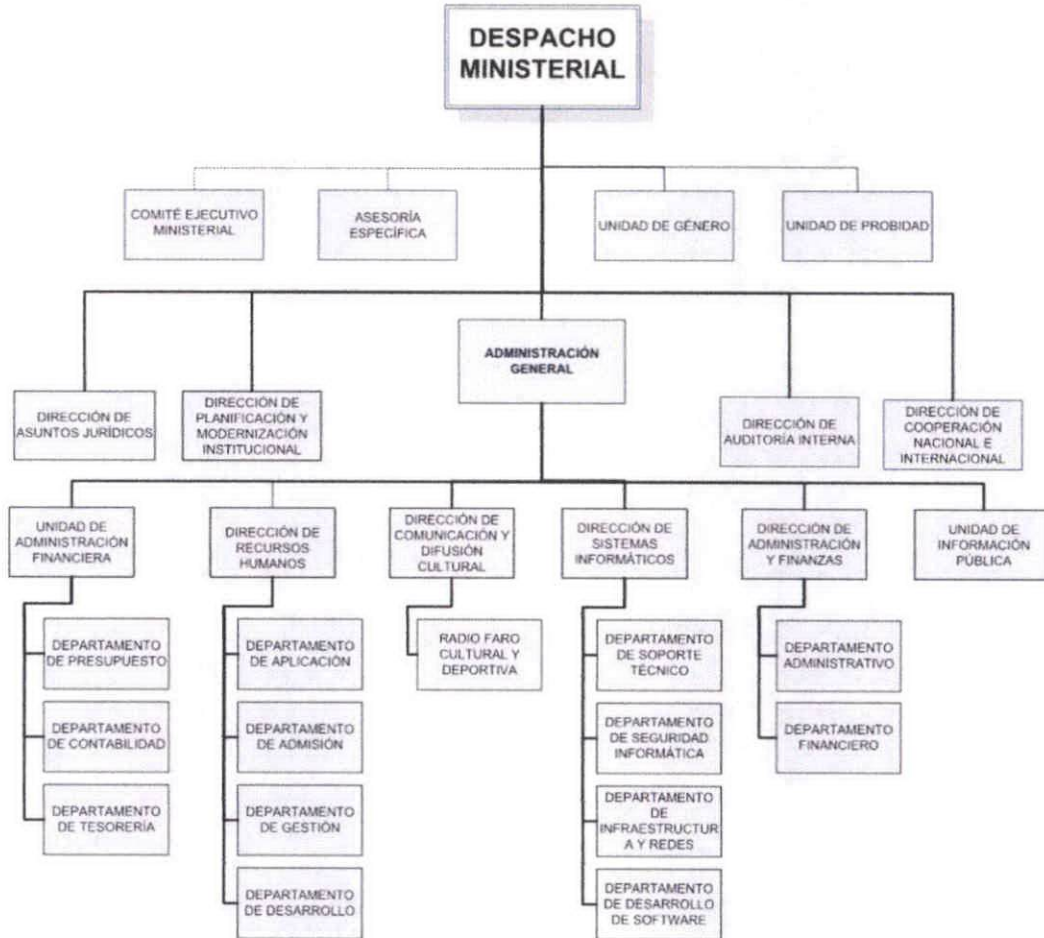 DESPACHO
MINISTERIAL
COMITÉ EJECUTIVO
MINISTERIAL
ASESORÍA
ESPECÍFICA
UNIDAD DE GÉNERO
UNIDAD DE PROBIDAD
ADMINISTRACIÓN
GENERAL
DIRECCIÓN DE
ASUNTOS JURÍDICOS
DIRECCIÓN DE
PLANIFICACIÓN Y
MODERNIZACIÓN
INSTITUCIONAL
DIRECCIÓN DE
AUDITORÍA INTERNA
DIRECCIÓN DE
COOPERACIÓN
NACIONAL E
INTERNACIONAL
UNIDAD DE
ADMINISTRACIÓN
FINANCIERA
DIRECCIÓN DE
RECURSOS
HUMANOS
DIRECCIÓN DE
COMUNICACIÓN Y
DIFUSIÓN
CULTURAL
DIRECCIÓN DE
SISTEMAS
INFORMÁTICOS
DIRECCIÓN DE
ADMINISTRACIÓN
Y FINANZAS
UNIDAD DE
INFORMACIÓN
PÚBLICA
DEPARTAMENTO
DE PRESUPUESTO
DEPARTAMENTO
DE CONTABILIDAD
DEPARTAMENTO
DE TESORERÍA
DEPARTAMENTO
DE APLICACIÓN
DEPARTAMENTO
DE ADMISIÓN
DEPARTAMENTO
DE GESTIÓN
DEPARTAMENTO
DE DESARROLLO
RADIO FARO
CULTURAL Y
DEPORTIVA
DEPARTAMENTO
DE SOPORTE
TÉCNICO
DEPARTAMENTO
DE SEGURIDAD
INFORMÁTICA
DEPARTAMENTO
DE
INFRAESTRUCTUR
A Y REDES
DEPARTAMENTO
DE DESARROLLO
DE SOFTWARE
DEPARTAMENTO
ADMINISTRATIVO
DEPARTAMENTO
FINANCIERO